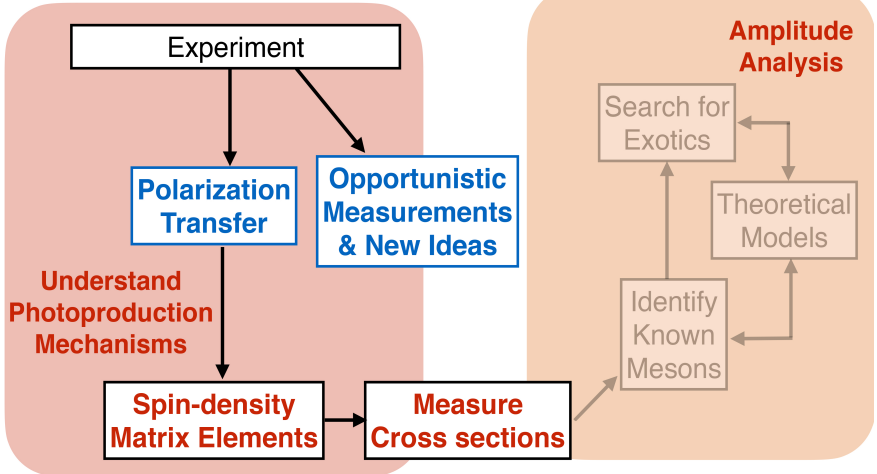 Experiment
Amplitude
Analysis
Search for
Exotics
Polarization
Transfer
Opportunistic
Measurements
& New Ideas
Theoretical
Models
Understand
Photoproduction
Mechanisms
Identify
Known
Mesons
Spin-density
Matrix Elements
Measure
Cross sections